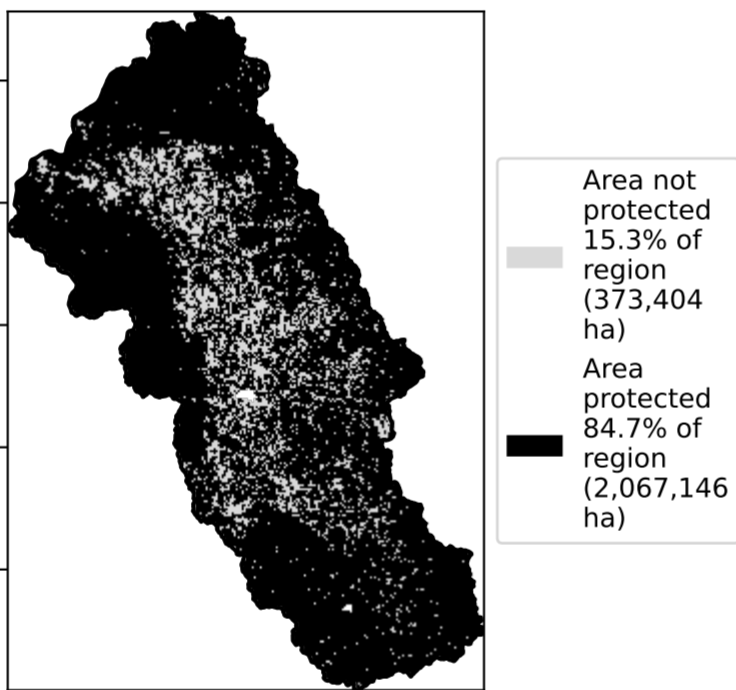 Area not
protected
15.3% of
region
(373,404
ha)
Area
protected
84.7% of
region
(2,067,146
ha)